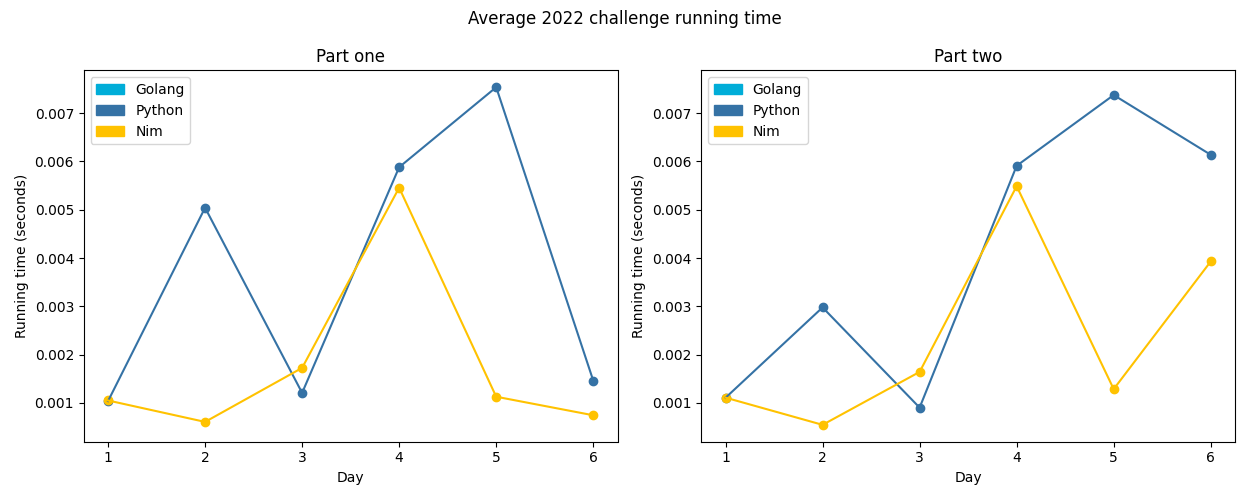 Average 2022 challenge running time
Part one
Golang
Python
Nim
Running time (seconds)
0.007
0.006
0.005
0.004
0.003
0.002
0.001
1 2 3 4 5 6
Day
Part two
Golang
Python
Nim
Running time (seconds)
0.007
0.006
0.005
0.004
0.003
0.002
0.001
1 2 3 4 5 6
Day